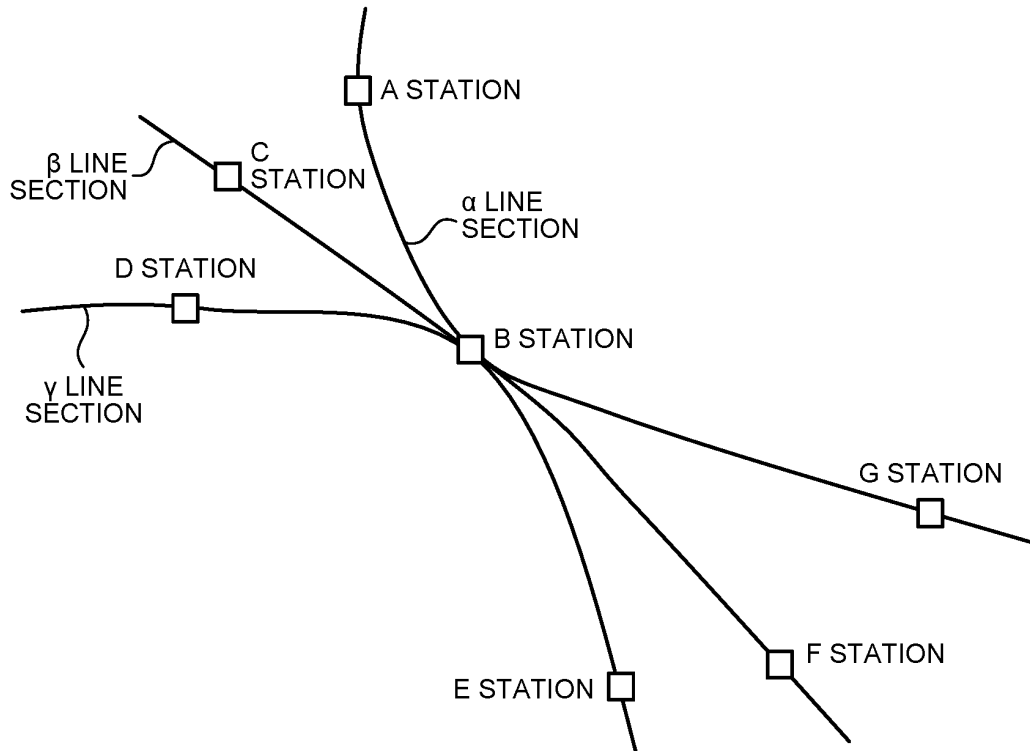 A STATION
C
STATION
β LINE
SECTION
α LINE
SECTION
D STATION
B STATION
γ LINE
SECTION
G STATION
F STATION
E STATION